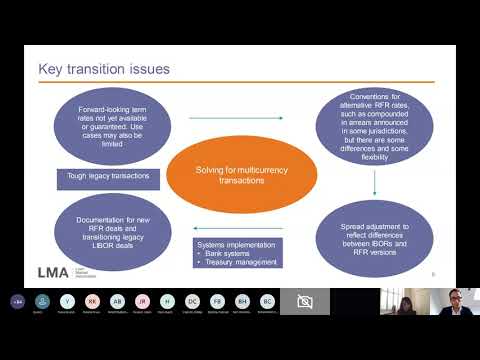 Key transition issues
Forward-looking term
rates not yet available
or guaranteed. Use
cases may also be
limited
Conventions for
alternative RFR rates,
such as compounded
in arrears announced
in some jurisdictions,
but there are some
differences and some
flexibility
Tough legacy transactions
Solving for multicurrency
transactions
Documentation for new
RFR deals and
transitioning legacy
LIBOR deals
Systems implementation
• Bank systems
• Treasury management
Spread adjustment to
reflect differences
between IBORs and
RFR versions
LMA
Loan
Market
Association
Y
RK
AB
JR
H
DC
FB
BH
BC